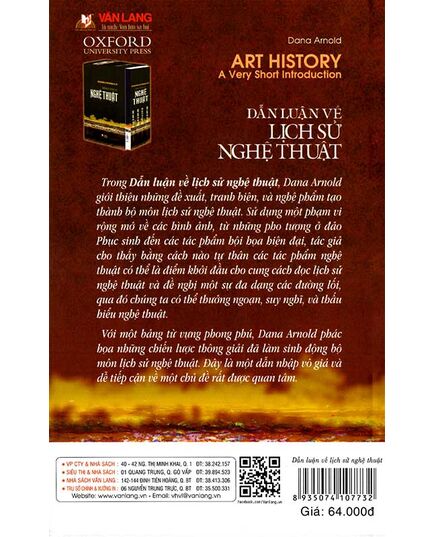 VĂN LANG
OXFORD
UNIVERSITY PRESS
NGHỆ THUẬT
Dana Arnold
ART HISTORY
A Very Short Introduction
DẪN LUẬN VỀ
LỊCH SỬ
NGHỆ THUẬT
Trong Dẫn luận về lịch sử nghệ thuật, Dana Arnold
giới thiệu những đề xuất, tranh biện, và nghệ phẩm tạo
thành bộ môn lịch sử nghệ thuật. Sử dụng một phạm vi
rộng mở về các hình ảnh, từ những pho tượng ở đảo
Phục sinh đến các tác phẩm hội họa hiện đại, tác giả
cho thấy bằng cách nào tự thân các tác phẩm nghệ
thuật có thể là điểm khởi đầu cho cung cách đọc lịch sử
nghệ thuật và đề nghị một sự đa dạng các đường lối,
qua đó chúng ta có thể thưởng ngoạn, suy nghĩ, và thấu
hiểu nghệ thuật.
Với một bảng từ vựng phong phú, Dana Arnold phác
họa những chiến lược thông giải đã làm sinh động bộ
môn lịch sử nghệ thuật. Đây là một dẫn nhập vô giá và
dễ tiếp cận về một chủ đề rất được quan tâm.
VP CTY & NHÀ SÁCH : 40 - 42 NG. THỊ MINH KHAI, Q. 1 ĐT: 38.242.157
SIÊU THỊ & NHÀ SÁCH : 01 QUANG TRUNG, Q. GÒ VẤP ĐT: 39.894.523
NHÀ SÁCH VĂN LANG : 142-144 ĐINH TIÊN HOÀNG, Q. BT ĐT: 38.413.306
TRỤ SỞ CHÍNH & XƯỞNG IN : 06 NGUYỄN TRUNG TRỰC, Q. BT ĐT: 35.500.331
Website: www.vanlang.vn - Email: vhvl@vanlang.vn
Facebook.com/vanlang.vn
Dẫn luận về lịch sử nghệ thuật
8 935074 107732
Giá: 64.000đ